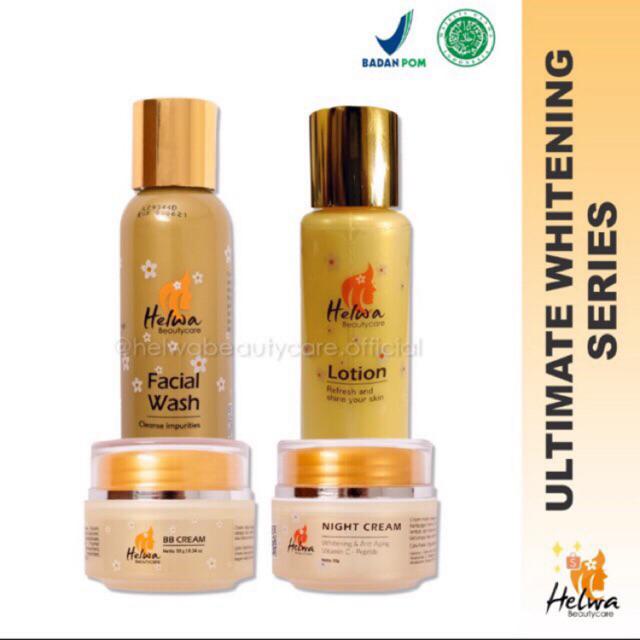 BADAN POM
ULTIMATE WHITENING
SERIES
Helwa
Beautycare
Facial
Wash
Cleanse impurities
Helwa
Beautycare
Lotion
Refresh and
shine your skin
@helwabeautycare.official
Helwa
Beautycare
BB CREAM
Helwa
Beautycare
NIGHT CREAM
Whitening & Anti Aging
Vitamin C - Peptide
Helwa
Beautycare